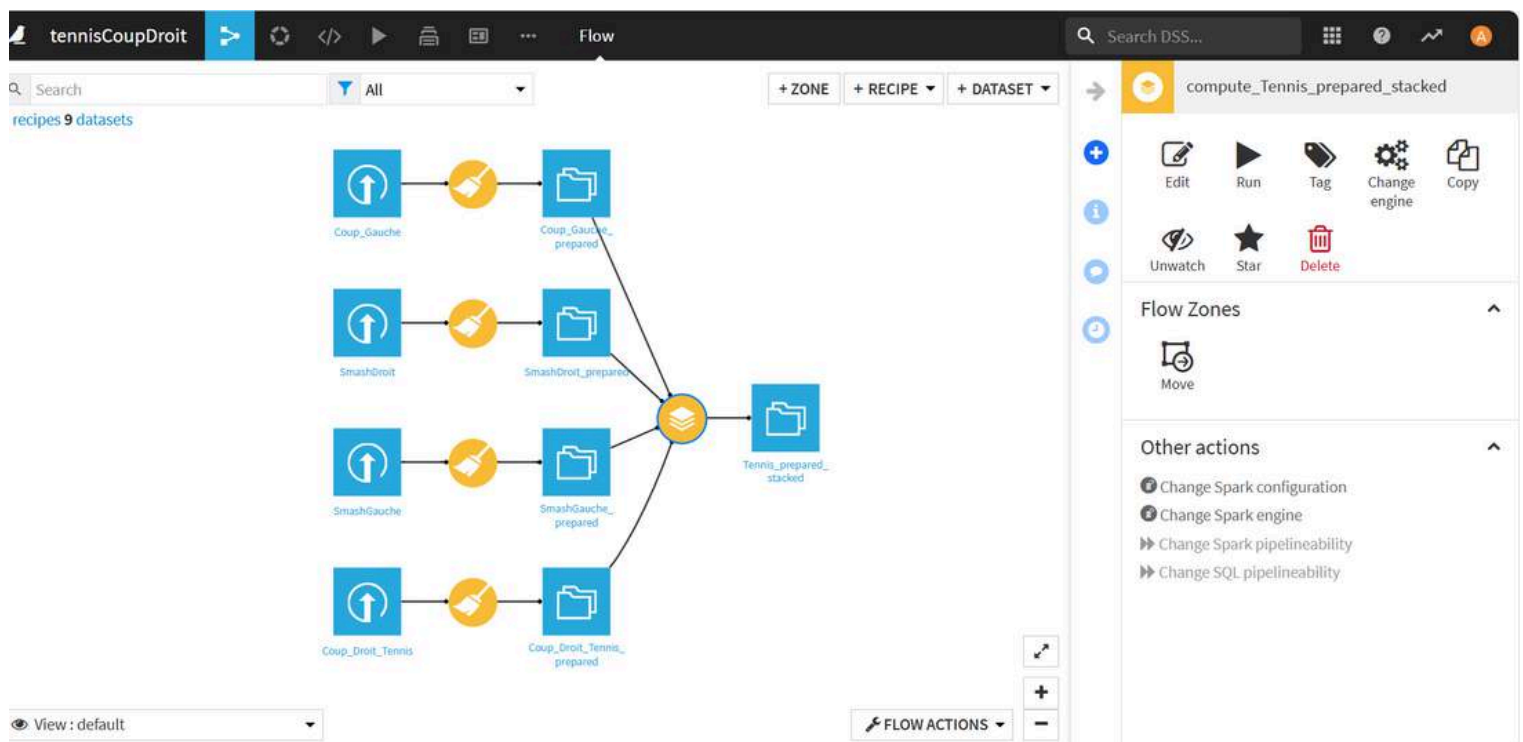 tennisCoupDroit
Flow
Search DSS...
A
Search
All
+ ZONE
+ RECIPE
+ DATASET
recipes 9 datasets
Coup_Gauche
Coup_Gauche_
prepared
SmashDroit
SmashDroit_prepared
SmashGauche
SmashGauche_
prepared
Tennis_prepared_
stacked
Coup_Droit_Tennis
Coup_Droit_Tennis_
prepared
View : default
FLOW ACTIONS
compute_Tennis_prepared_stacked
Edit
Run
Tag
Change
engine
Copy
Unwatch
Star
Delete
Flow Zones
Move
Other actions
Change Spark configuration
Change Spark engine
Change Spark pipelineability
Change SQL pipelineability